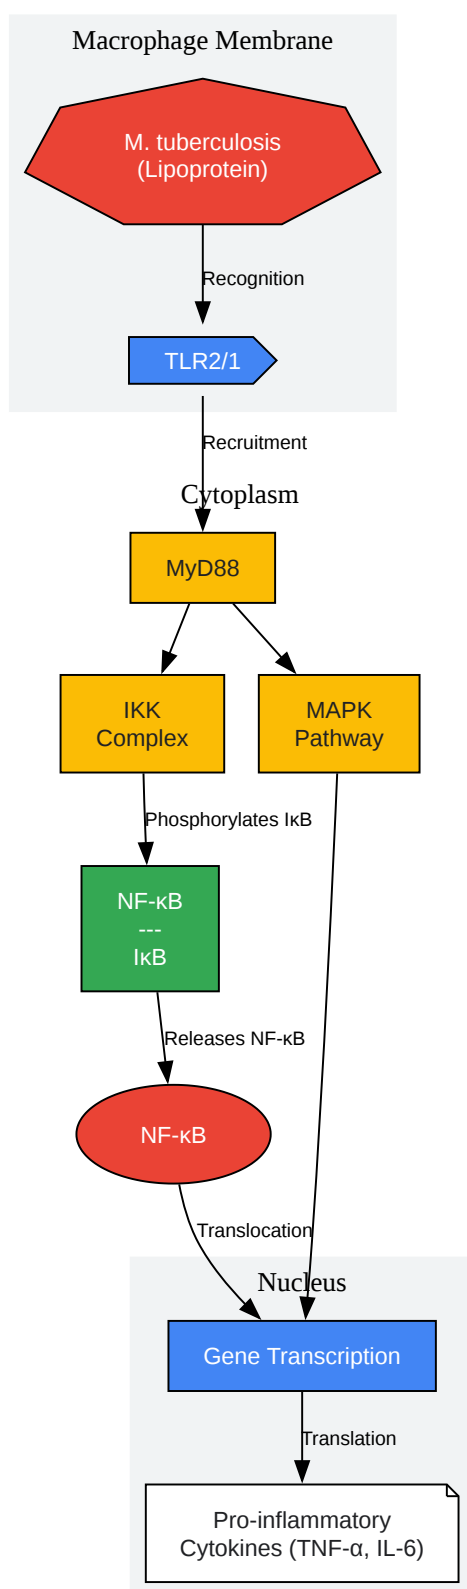 Macrophage Membrane
M. tuberculosis
(Lipoprotein)
Recognition
TLR2/1
Recruitment
Cytoplasm
MyD88
IKK
Complex
MAPK
Pathway
Phosphorylates IκB
NF-κB
---
IκB
Releases NF-κB
NF-κB
Translocation
Nucleus
Gene Transcription
Translation
Pro-inflammatory
Cytokines (TNF-α, IL-6)